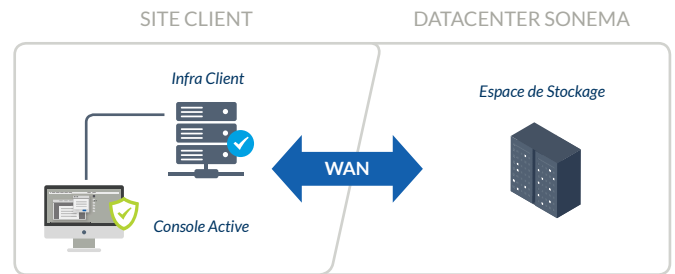 SITE CLIENT
DATACENTER SONEMA
Infra Client
Espace de Stockage
WAN
Console Active